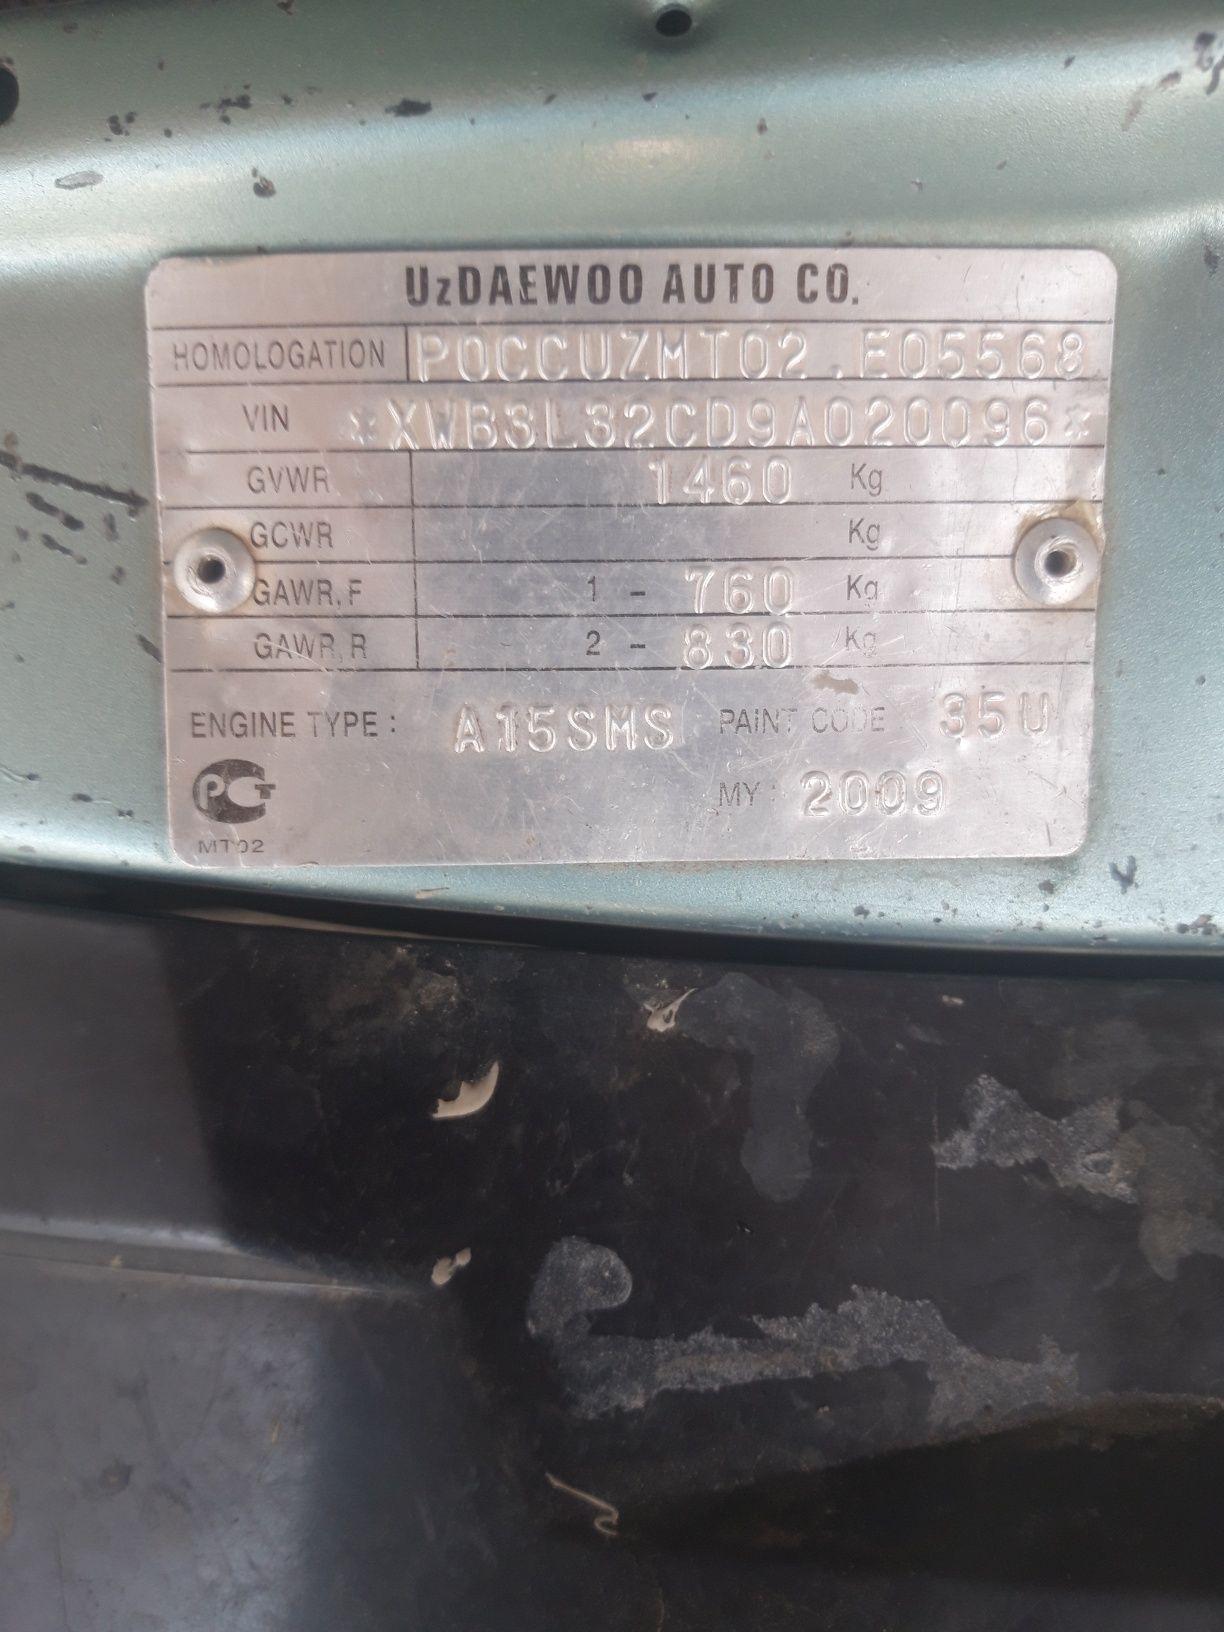 UzDAEWOO AUTO CO.
HOMOLOGATION POCCUZMT02.E05568
VIN *XWB3L32CD9A020096*
GVWR 1460 Kg
GCWR Kg
GAWR, F 1 - 760 Kg
GAWR, R 2 - 830 Kg
ENGINE TYPE : A15SMS PAINT CODE 35U
РСТ MY : 2009
MT02